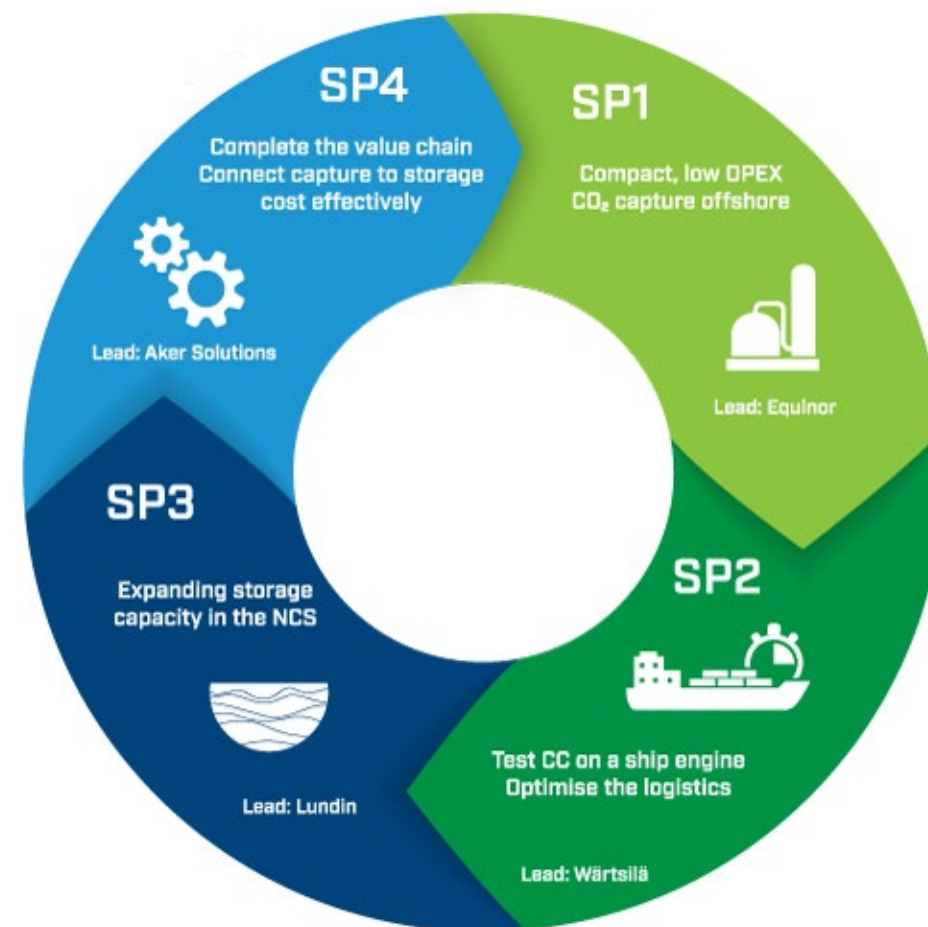 SP1
Compact, low OPEX
CO₂ capture offshore
Lead: Equinor
SP2
Test CC on a ship engine
Optimise the logistics
Lead: Wärtsilä
SP3
Expanding storage
capacity in the NCS
Lead: Lundin
SP4
Complete the value chain
Connect capture to storage
cost effectively
Lead: Aker Solutions